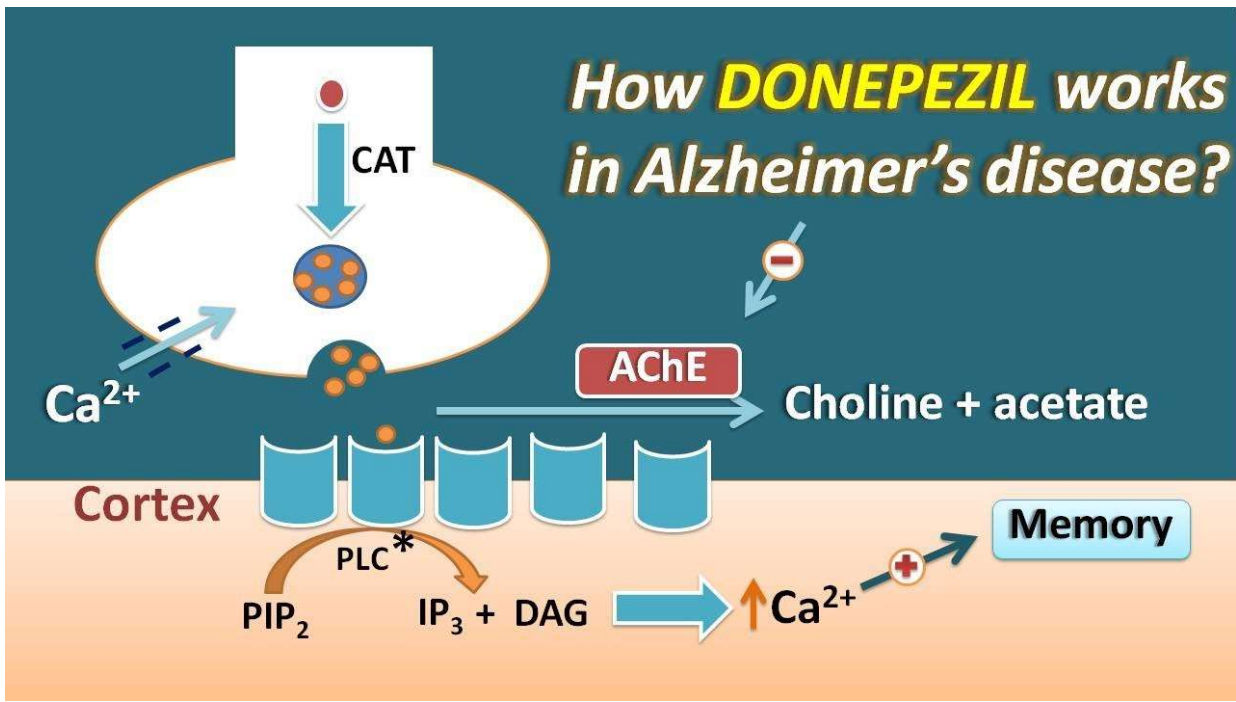 How DONEPEZIL works
in Alzheimer's disease?
CAT
AChE
Ca²⁺
Choline + acetate
Cortex
Memory
PLC*
PIP₂
IP₃ + DAG
Ca²⁺